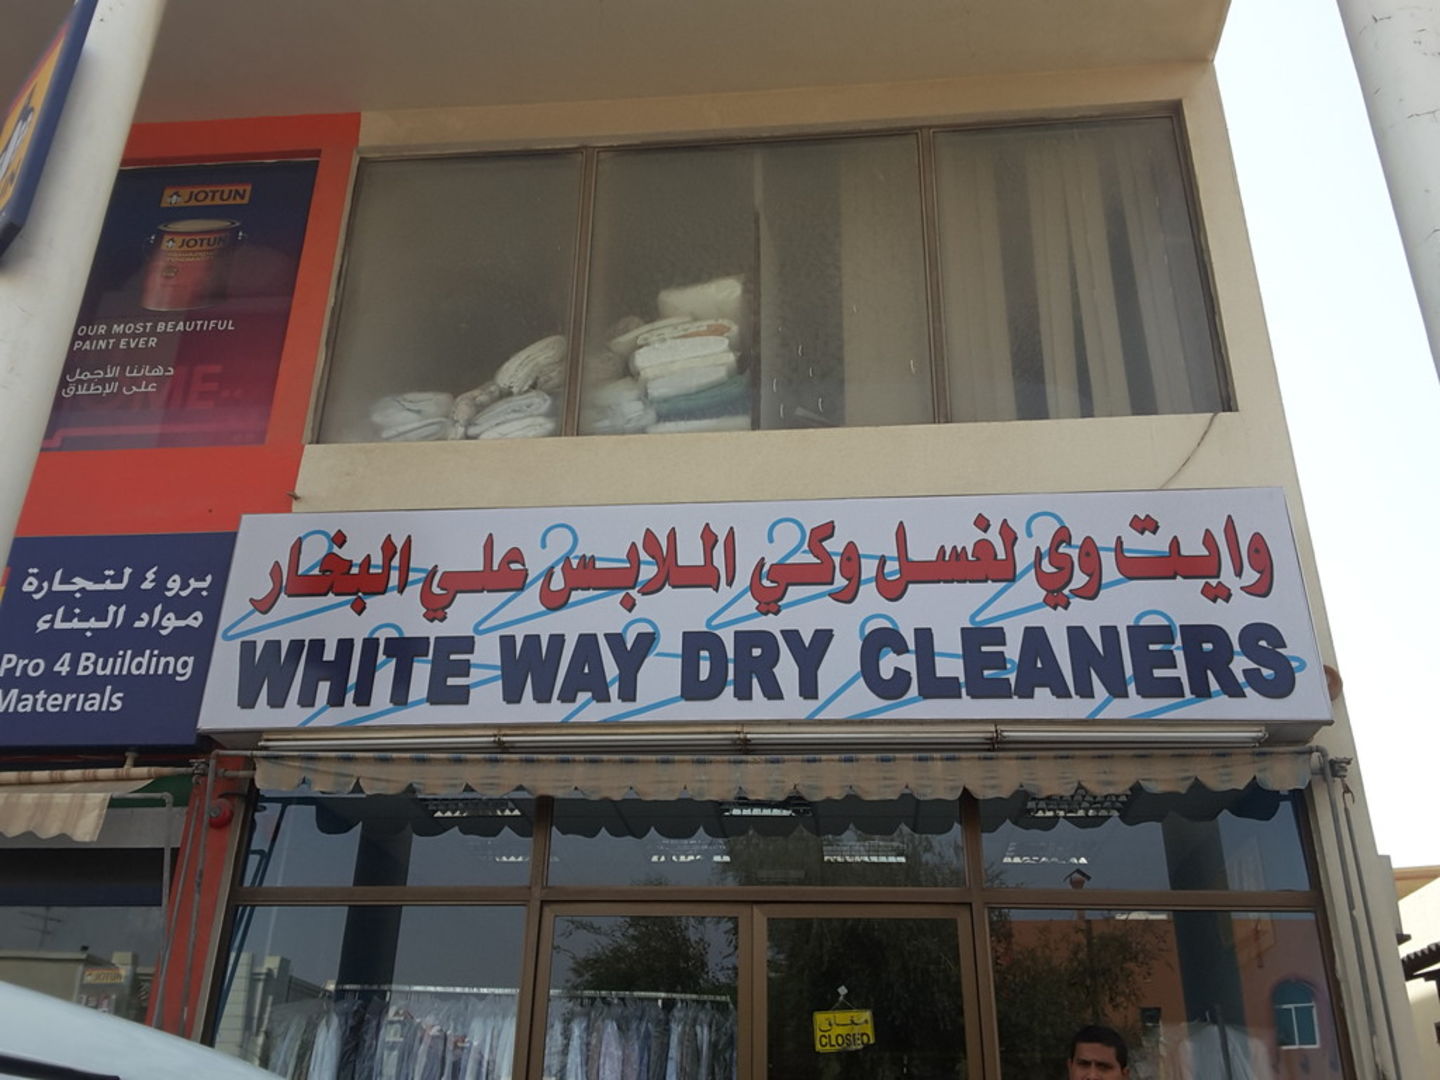 JOTUN
JOTUN
OUR MOST BEAUTIFUL
PAINT EVER
دهاننا الأجمل
على الإطلاق
برو ٤ لتجارة
مواد البناء
Pro 4 Building
Materials
وايت وي لغسل وكي الملابس علي البخار
WHITE WAY DRY CLEANERS
مغلق
CLOSED
JOTUN